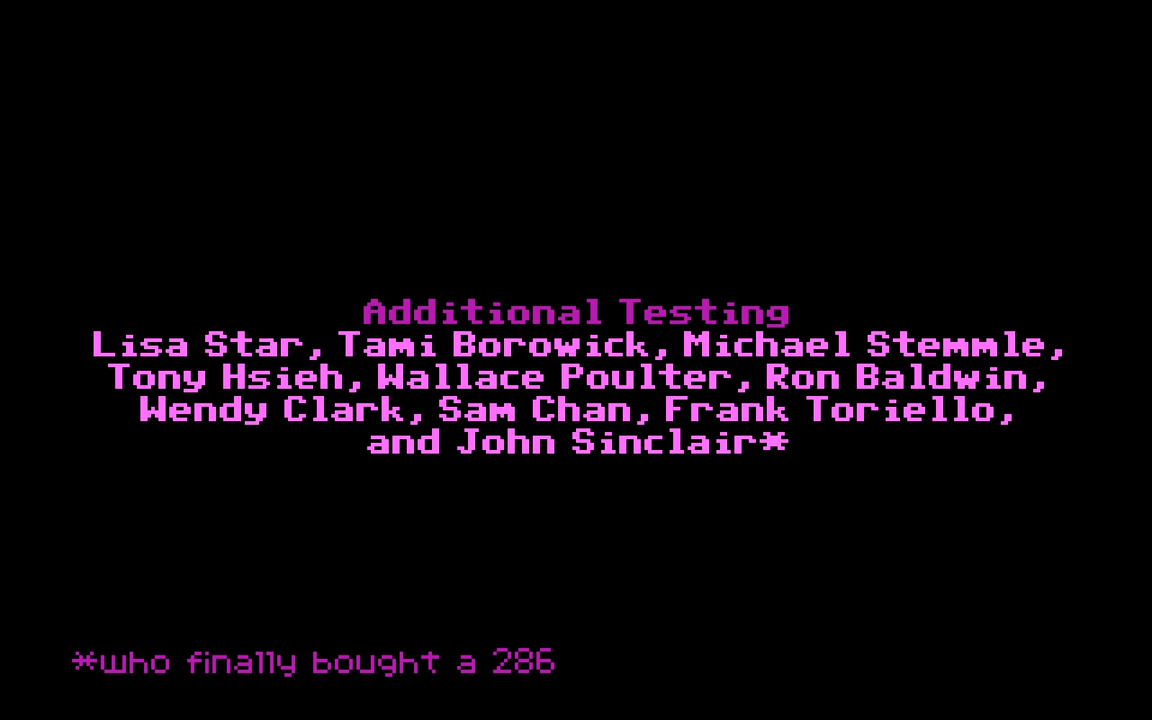 Additional Testing
Lisa Star, Tami Borowick, Michael Stemmle,
Tony Hsieh, Wallace Poulter, Ron Baldwin,
Wendy Clark, Sam Chan, Frank Toriello,
and John Sinclair*
*who finally bought a 286